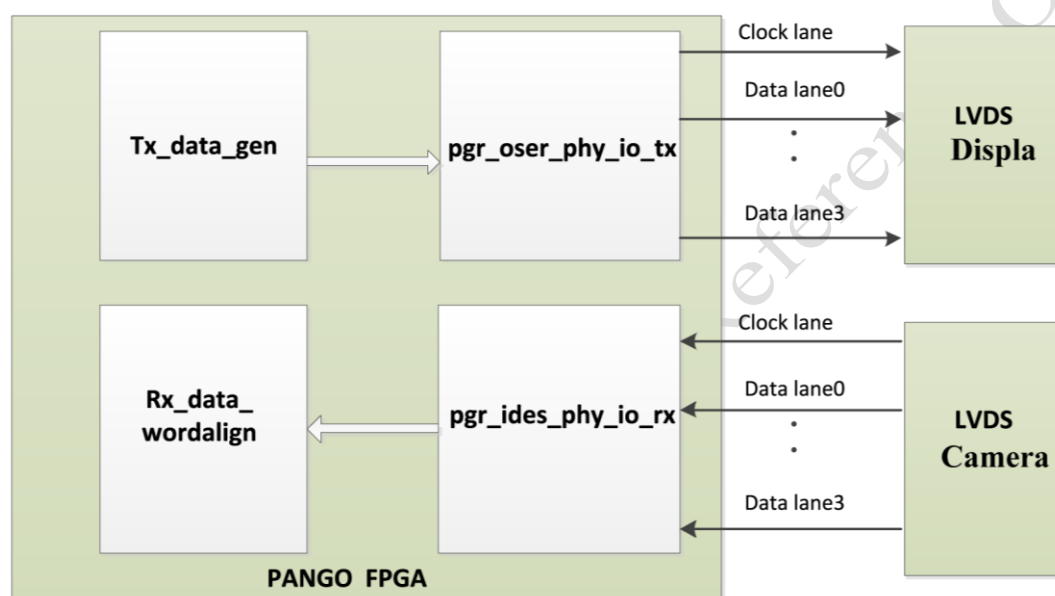 Clock lane
Data lane0
Tx_data_gen
pgr_oser_phy_io_tx
LVDS
Displa
Data lane3
Clock lane
Data lane0
Rx_data_
wordalign
pgr_ides_phy_io_rx
LVDS
Camera
Data lane3
PANGO FPGA